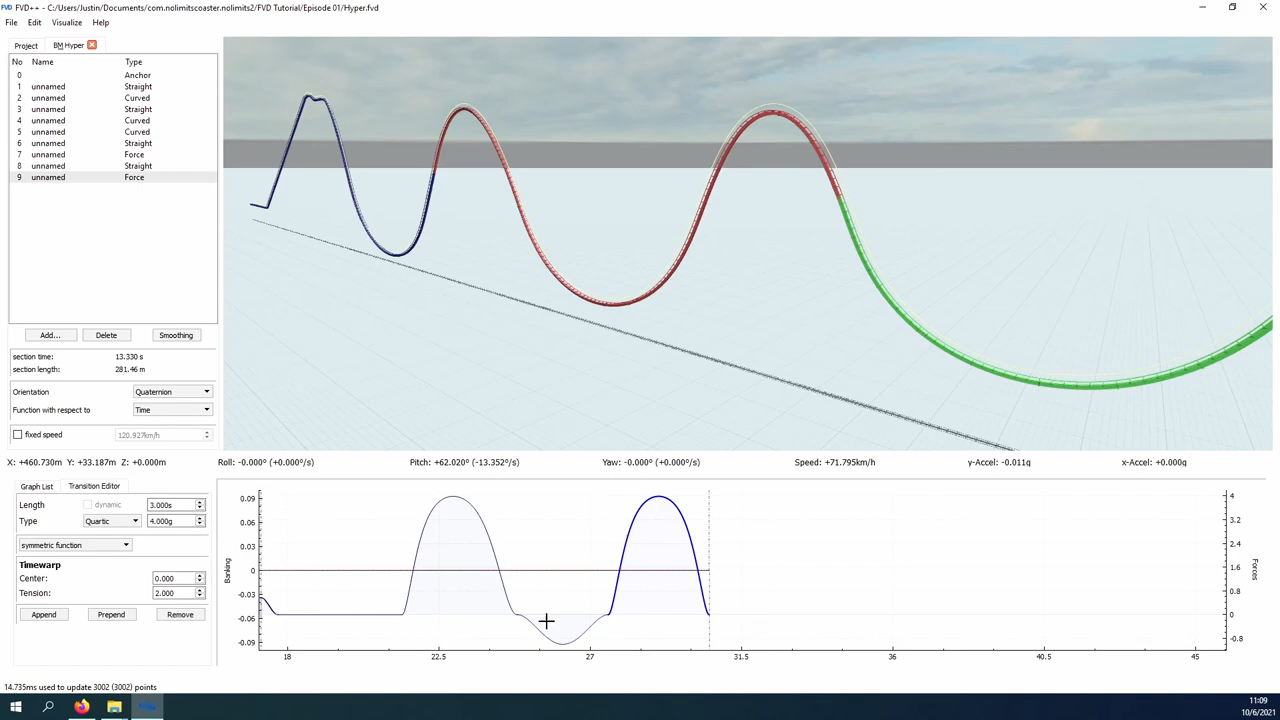 FVD++ - C:/Users/Justin/Documents/com.nolimitscoaster.nolimits2/FVD Tutorial/Episode 01/Hyper.fvd
File Edit Visualize Help
Project BM Hyper
No Name Type
0 Anchor
1 unnamed Straight
2 unnamed Curved
3 unnamed Straight
4 unnamed Curved
5 unnamed Curved
6 unnamed Straight
7 unnamed Force
8 unnamed Straight
9 unnamed Force
Add... Delete Smoothing
section time: 13.330 s
section length: 281.46 m
Orientation Quaternion
Function with respect to Time
fixed speed 120.927km/h
X: +460.730m Y: +33.187m Z: +0.000m Roll: -0.000° (+0.000°/s) Pitch: +62.020° (-13.352°/s) Yaw: -0.000° (+0.000°/s) Speed: +71.795km/h y-Accel: -0.011g x-Accel: +0.000g
Graph List Transition Editor
Length dynamic 3.000s
Type Quartic 4.000g
symmetric function
Timewarp
Center: 0.000
Tension: 2.000
Append Prepend Remove
Banking
0.09
0.06
0.03
0
-0.03
-0.06
-0.09
18 22.5 27 31.5 36 40.5 45
4
3.2
2.4
1.6
0.8
0
-0.8
Forces
14.735ms used to update 3002 (3002) points
11:09
10/6/2021